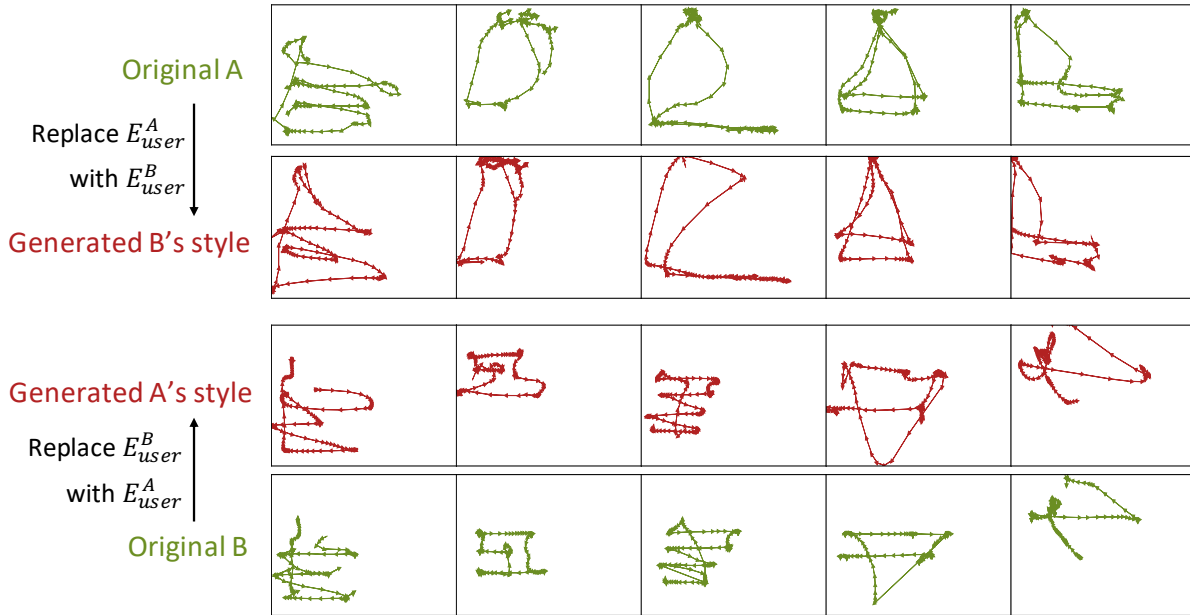 Original A
Replace $E_{user}^{A}$
with $E_{user}^{B}$
Generated B’s style
Generated A’s style
Replace $E_{user}^{B}$
with $E_{user}^{A}$
Original B